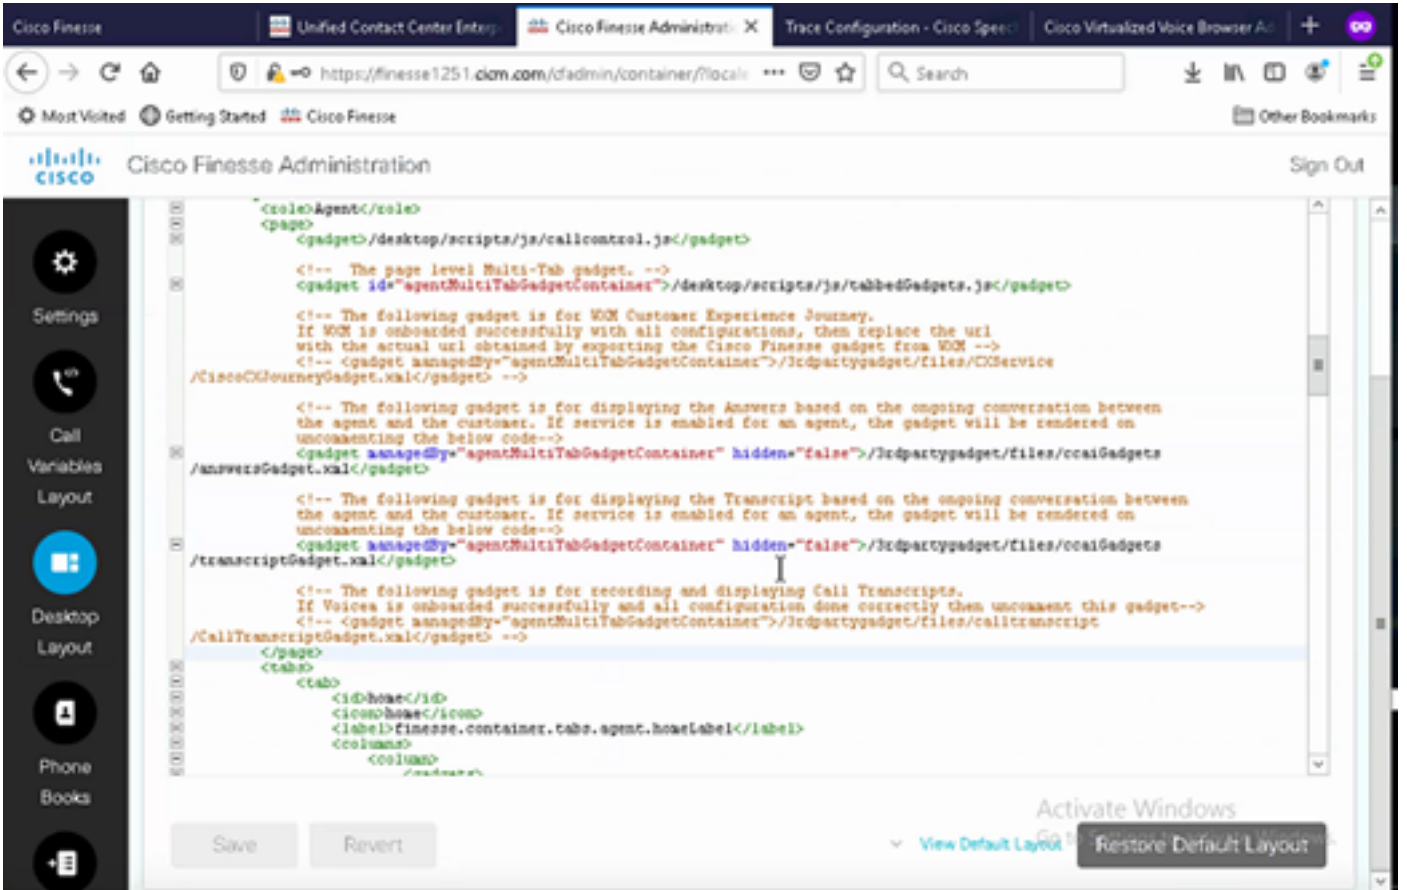 Cisco Finesse
Unified Contact Center Enterp
Cisco Finesse Administrati
Trace Configuration - Cisco Speec
Cisco Virtualized Voice Browser Ad
https://finesse1251.cicm.com/cfadmin/container/?locale
Search
Most Visited
Getting Started
Cisco Finesse
Other Bookmarks
CISCO
Cisco Finesse Administration
Sign Out
Settings
Call
Variables
Layout
Desktop
Layout
Phone
Books
<role>Agent</role>
<page>
<gadget>/desktop/scripts/js/callcontrol.js</gadget>
<!-- The page level Multi-Tab gadget. -->
<gadget id="agentMultiTabGadgetContainer">/desktop/scripts/js/tabbedGadgets.js</gadget>
<!-- The following gadget is for WXM Customer Experience Journey.
If WXM is onboarded successfully with all configurations, then replace the url
with the actual url obtained by exporting the Cisco Finesse gadget from WXM -->
<!-- <gadget managedBy="agentMultiTabGadgetContainer">/3rdpartygadget/files/CXService
/CiscoCXJourneyGadget.xml</gadget> -->
<!-- The following gadget is for displaying the Answers based on the ongoing conversation between
the agent and the customer. If service is enabled for an agent, the gadget will be rendered on
uncommenting the below code-->
<gadget managedBy="agentMultiTabGadgetContainer" hidden="false">/3rdpartygadget/files/ccaiGadgets
/answersGadget.xml</gadget>
<!-- The following gadget is for displaying the Transcript based on the ongoing conversation between
the agent and the customer. If service is enabled for an agent, the gadget will be rendered on
uncommenting the below code-->
<gadget managedBy="agentMultiTabGadgetContainer" hidden="false">/3rdpartygadget/files/ccaiGadgets
/transcriptGadget.xml</gadget>
<!-- The following gadget is for recording and displaying Call Transcripts.
If Voicea is onboarded successfully and all configuration done correctly then uncomment this gadget-->
<!-- <gadget managedBy="agentMultiTabGadgetContainer">/3rdpartygadget/files/calltranscript
/CallTranscriptGadget.xml</gadget> -->
</page>
<tabs>
<tab>
<id>home</id>
<icon>home</icon>
<label>finesse.container.tabs.agent.homeLabel</label>
<columns>
<column>
<gadgets>
Activate Windows
Save
Revert
View Default Layout
Restore Default Layout